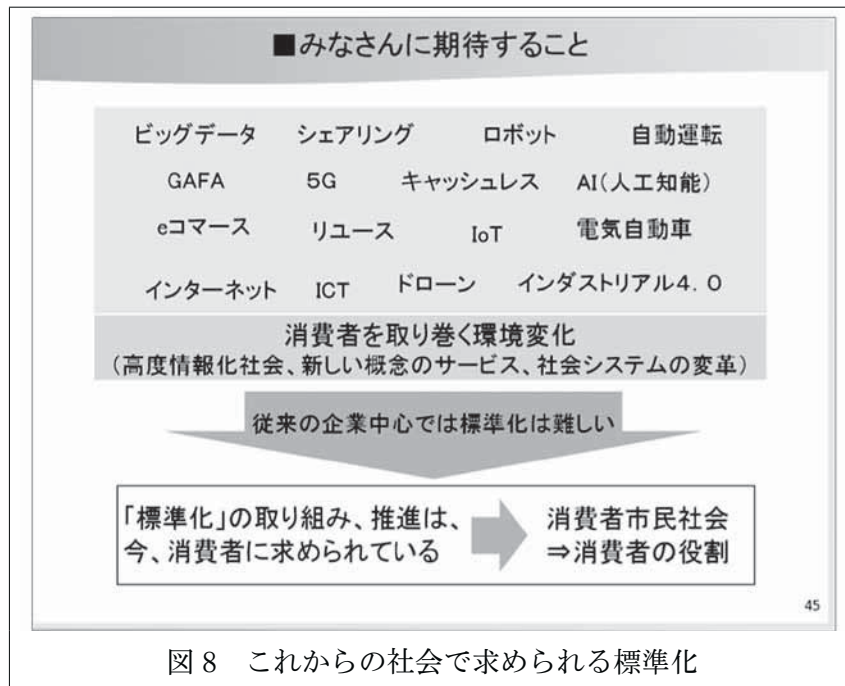 ■みなさんに期待すること
ビッグデータ シェアリング ロボット 自動運転
GAFA 5G キャッシュレス AI(人工知能)
eコマース リユース IoT 電気自動車
インターネット ICT ドローン インダストリアル4.0
消費者を取り巻く環境変化
(高度情報化社会、新しい概念のサービス、社会システムの変革)
従来の企業中心では標準化は難しい
「標準化」の取り組み、推進は、
今、消費者に求められている
消費者市民社会
⇒消費者の役割
45
図8 これからの社会で求められる標準化